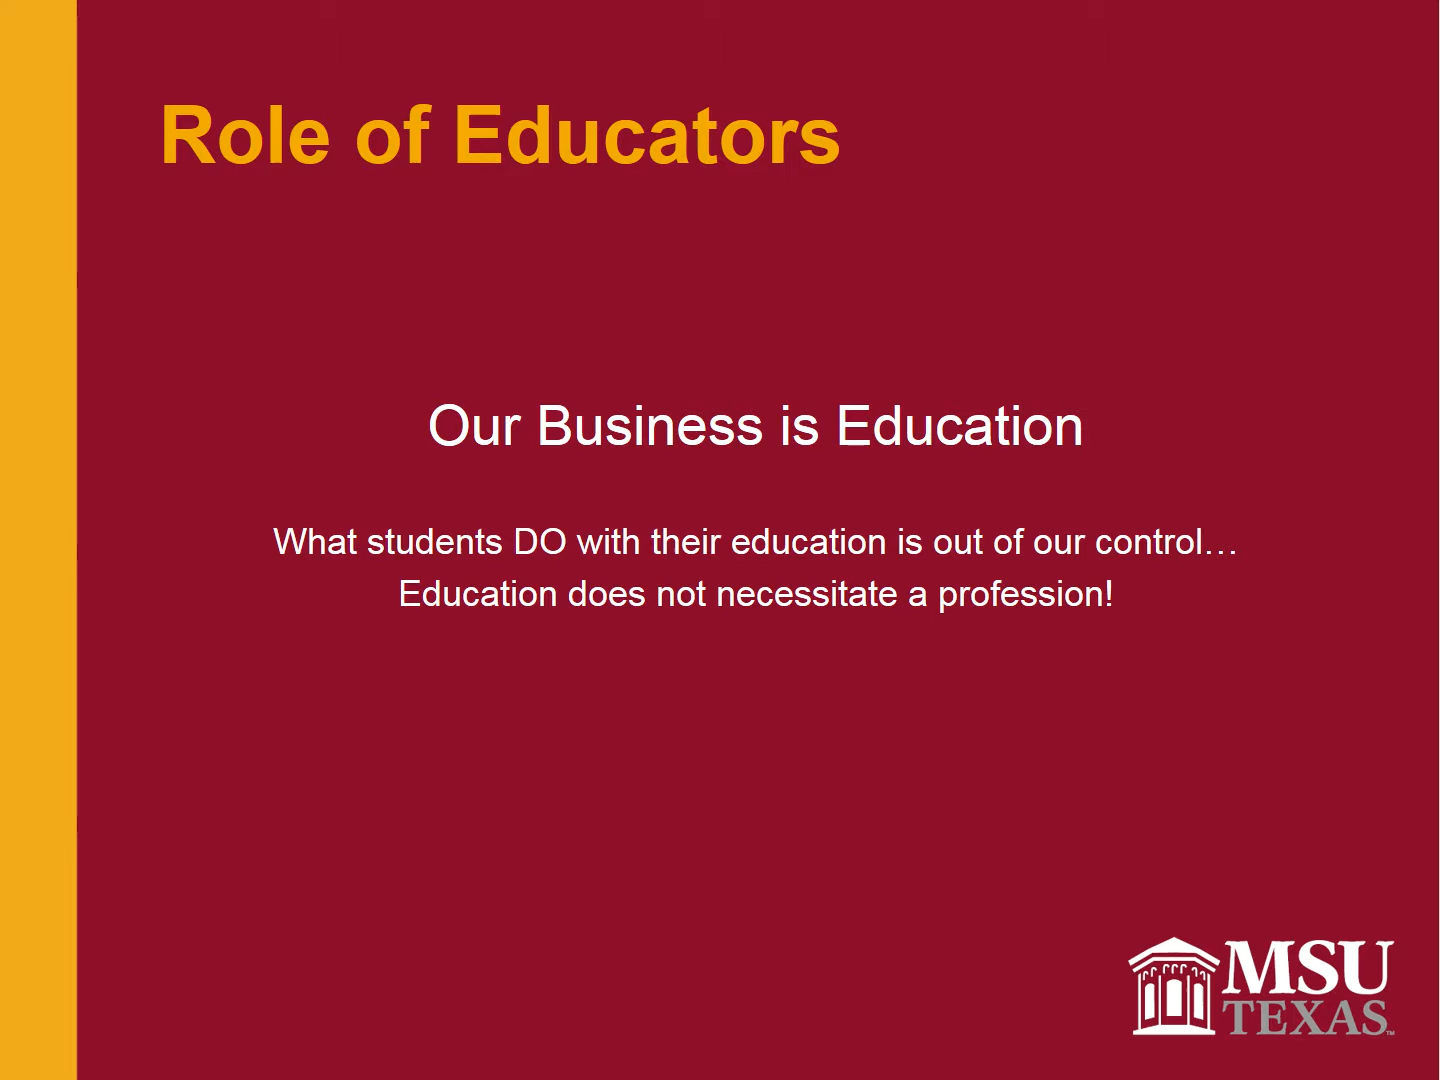 Role of Educators
Our Business is Education
What students DO with their education is out of our control…
Education does not necessitate a profession!
MSU
TEXAS™